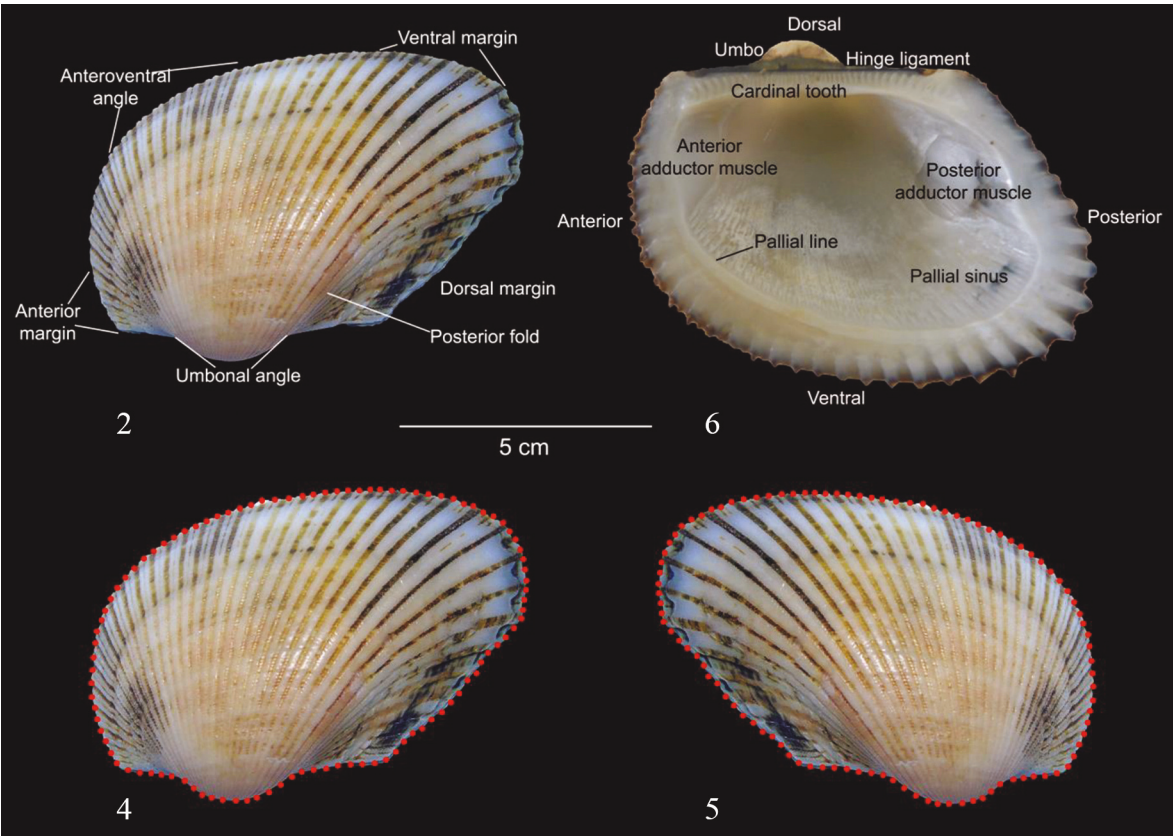 Ventral margin
Anteroventral
angle
Anterior
margin
Umbonal angle
Dorsal margin
Posterior fold
2
Dorsal
Umbo
Hinge ligament
Cardinal tooth
Anterior
adductor muscle
Posterior
adductor muscle
Anterior
Posterior
Pallial line
Pallial sinus
Ventral
6
5 cm
4
5